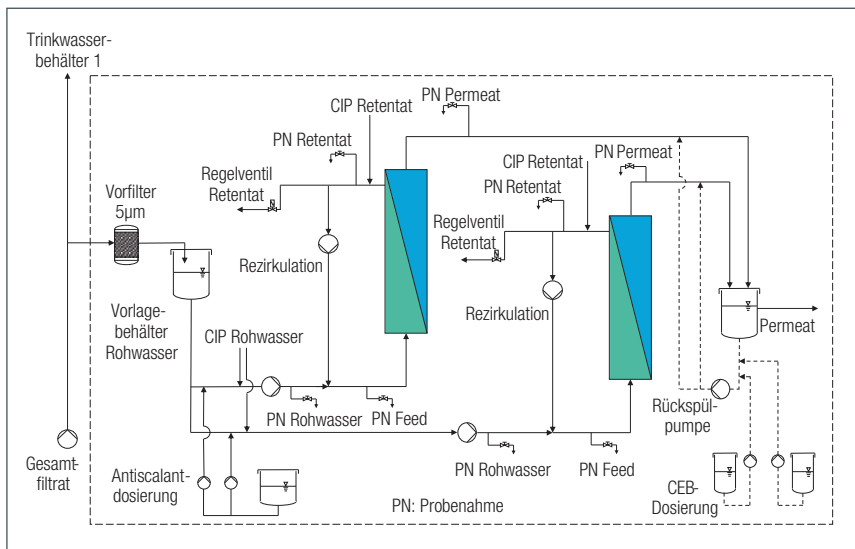 Trinkwasser-
behälter 1
CIP Retentat
PN Permeat
PN Retentat
Regelventil
Retentat
Vorfilter
5µm
Rezirkulation
Vorlage-
behälter
Rohwasser
CIP Rohwasser
PN Rohwasser
PN Feed
CIP Retentat
PN Permeat
PN Retentat
Regelventil
Retentat
Rezirkulation
PN Rohwasser
PN Feed
Permeat
Rückspül-
pumpe
Gesamt-
filtrat
Antiscalant-
dosierung
PN: Probenahme
CEB-
Dosierung